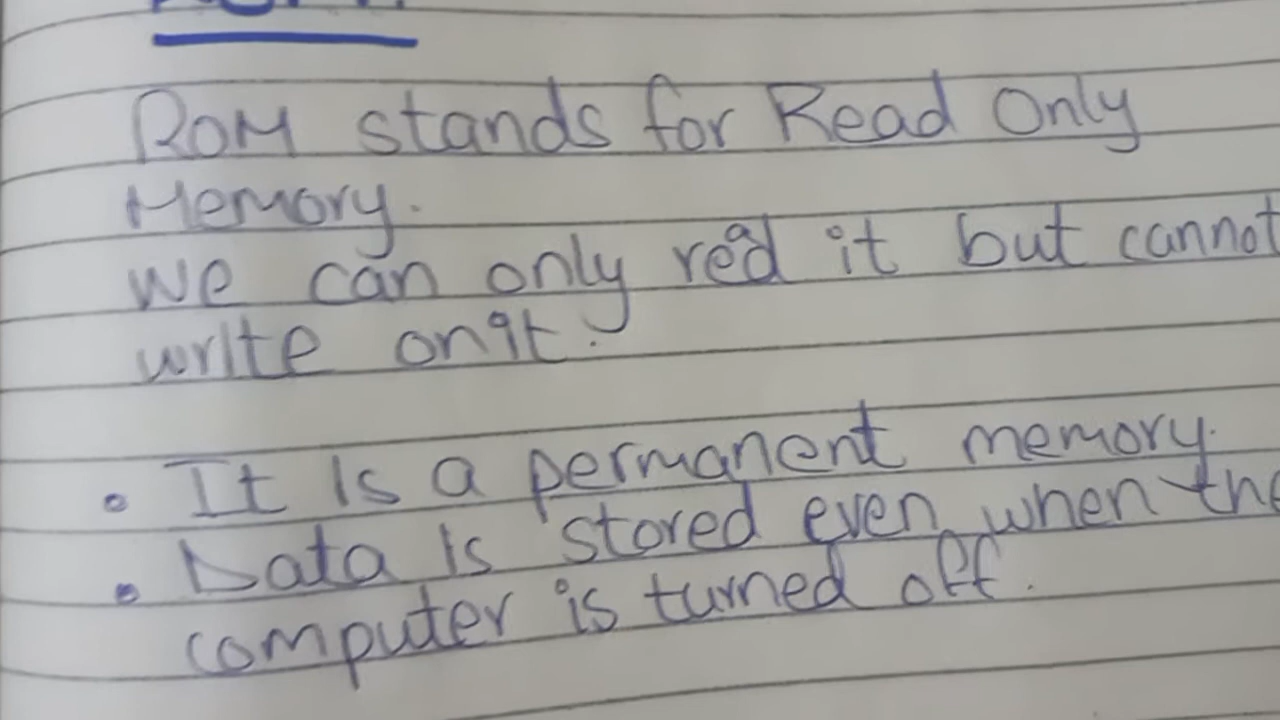 ROM stands for Read Only
Memory.
We can only read it but cannot
write on it.
• It is a permanent memory.
• Data is stored even when the
computer is turned off.